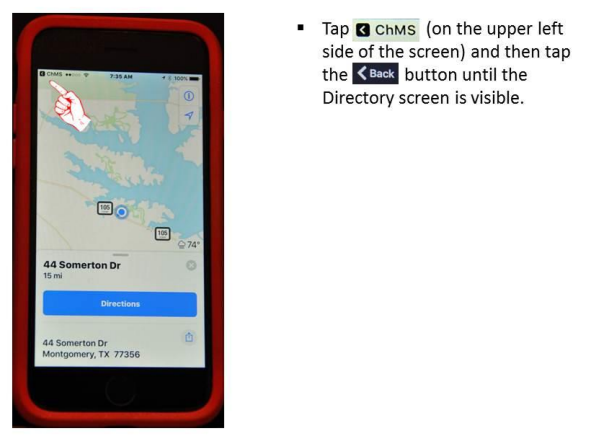 ChMS
7:35 AM
100%
105
105
74°
44 Somerton Dr
15 mi
Directions
44 Somerton Dr
Montgomery, TX 77356
Tap ChMS (on the upper left
side of the screen) and then tap
the Back button until the
Directory screen is visible.